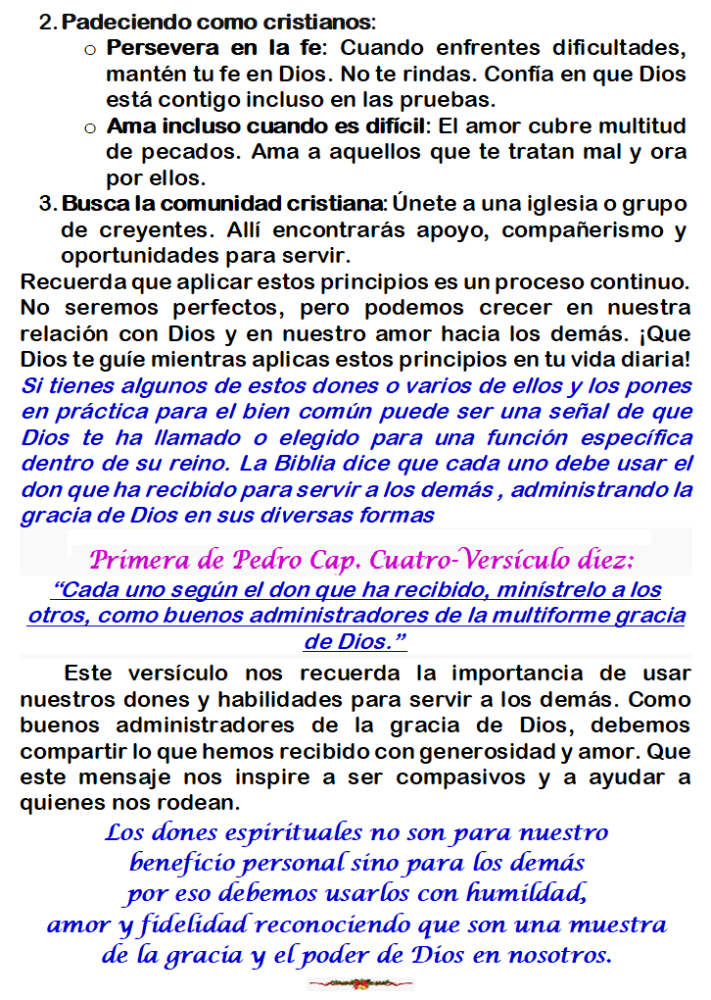 2. Padeciendo como cristianos:
o Persevera en la fe: Cuando enfrentes dificultades,
mantén tu fe en Dios. No te rindas. Confía en que Dios
está contigo incluso en las pruebas.
o Ama incluso cuando es difícil: El amor cubre multitud
de pecados. Ama a aquellos que te tratan mal y ora
por ellos.
3. Busca la comunidad cristiana: Únete a una iglesia o grupo
de creyentes. Allí encontrarás apoyo, compañerismo y
oportunidades para servir.
Recuerda que aplicar estos principios es un proceso continuo.
No seremos perfectos, pero podemos crecer en nuestra
relación con Dios y en nuestro amor hacia los demás. ¡Que
Dios te guíe mientras aplicas estos principios en tu vida diaria!
Si tienes algunos de estos dones o varios de ellos y los pones
en práctica para el bien común puede ser una señal de que
Dios te ha llamado o elegido para una función específica
dentro de su reino. La Biblia dice que cada uno debe usar el
don que ha recibido para servir a los demás , administrando la
gracia de Dios en sus diversas formas
Primera de Pedro Cap. Cuatro-Versículo diez:
“Cada uno según el don que ha recibido, minístrelo a los
otros, como buenos administradores de la multiforme gracia
de Dios.”
Este versículo nos recuerda la importancia de usar
nuestros dones y habilidades para servir a los demás. Como
buenos administradores de la gracia de Dios, debemos
compartir lo que hemos recibido con generosidad y amor. Que
este mensaje nos inspire a ser compasivos y a ayudar a
quienes nos rodean.
Los dones espirituales no son para nuestro
beneficio personal sino para los demás
por eso debemos usarlos con humildad,
amor y fidelidad reconociendo que son una muestra
de la gracia y el poder de Dios en nosotros.